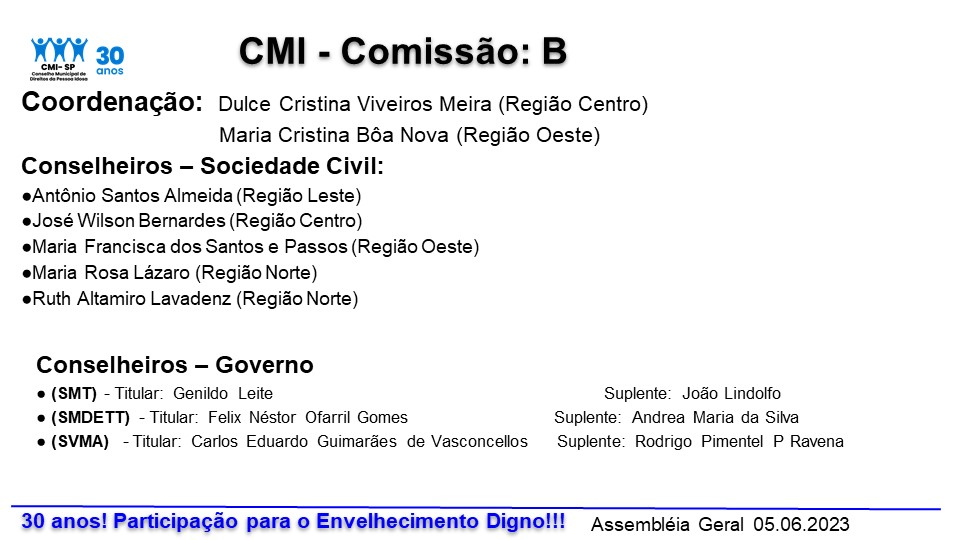 CMI - Comissão: B
CMI- SP
Conselho Municipal de
Direitos da Pessoa Idosa
30
anos
Coordenação: Dulce Cristina Viveiros Meira (Região Centro)
Maria Cristina Bôa Nova (Região Oeste)
Conselheiros – Sociedade Civil:
●Antônio Santos Almeida (Região Leste)
●José Wilson Bernardes (Região Centro)
●Maria Francisca dos Santos e Passos (Região Oeste)
●Maria Rosa Lázaro (Região Norte)
●Ruth Altamiro Lavadenz (Região Norte)
Conselheiros – Governo
● (SMT) - Titular: Genildo Leite Suplente: João Lindolfo
● (SMDETT) - Titular: Felix Néstor Ofarril Gomes Suplente: Andrea Maria da Silva
● (SVMA) - Titular: Carlos Eduardo Guimarães de Vasconcellos Suplente: Rodrigo Pimentel P Ravena
30 anos! Participação para o Envelhecimento Digno!!! Assembléia Geral 05.06.2023